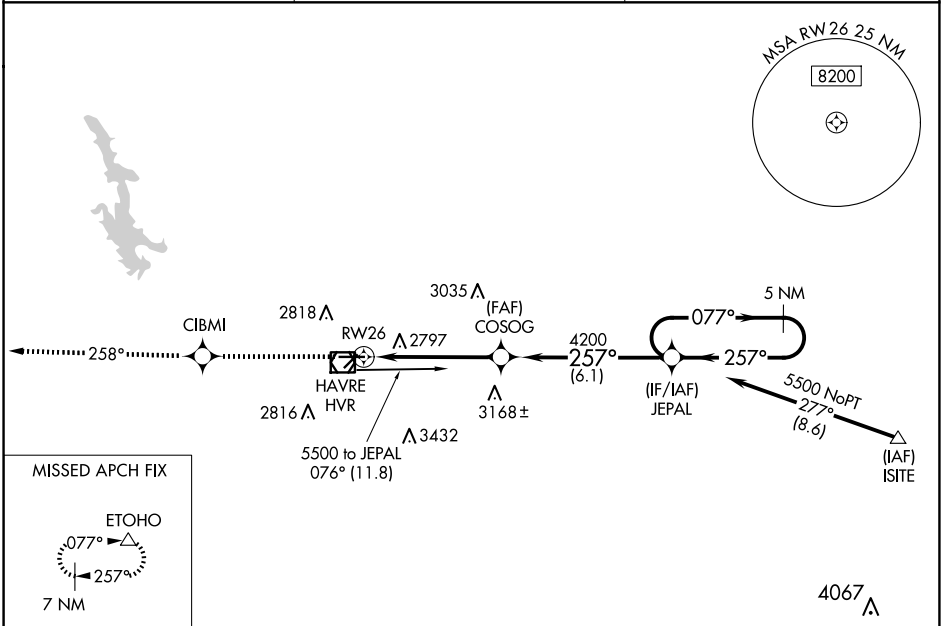 MSA RW 26 25 NM
8200
3035
(FAF)
COSOG
5 NM
077°
2818
CIBMI
RW26
2797
4200
257°
(6.1)
257°
258°
HAVRE
HVR
(IF/IAF)
JEPAL
5500 NoPT
277°
(8.6)
2816
3168±
3432
5500 to JEPAL
076° (11.8)
(IAF)
ISITE
MISSED APCH FIX
ETOHO
077°
257°
7 NM
4067